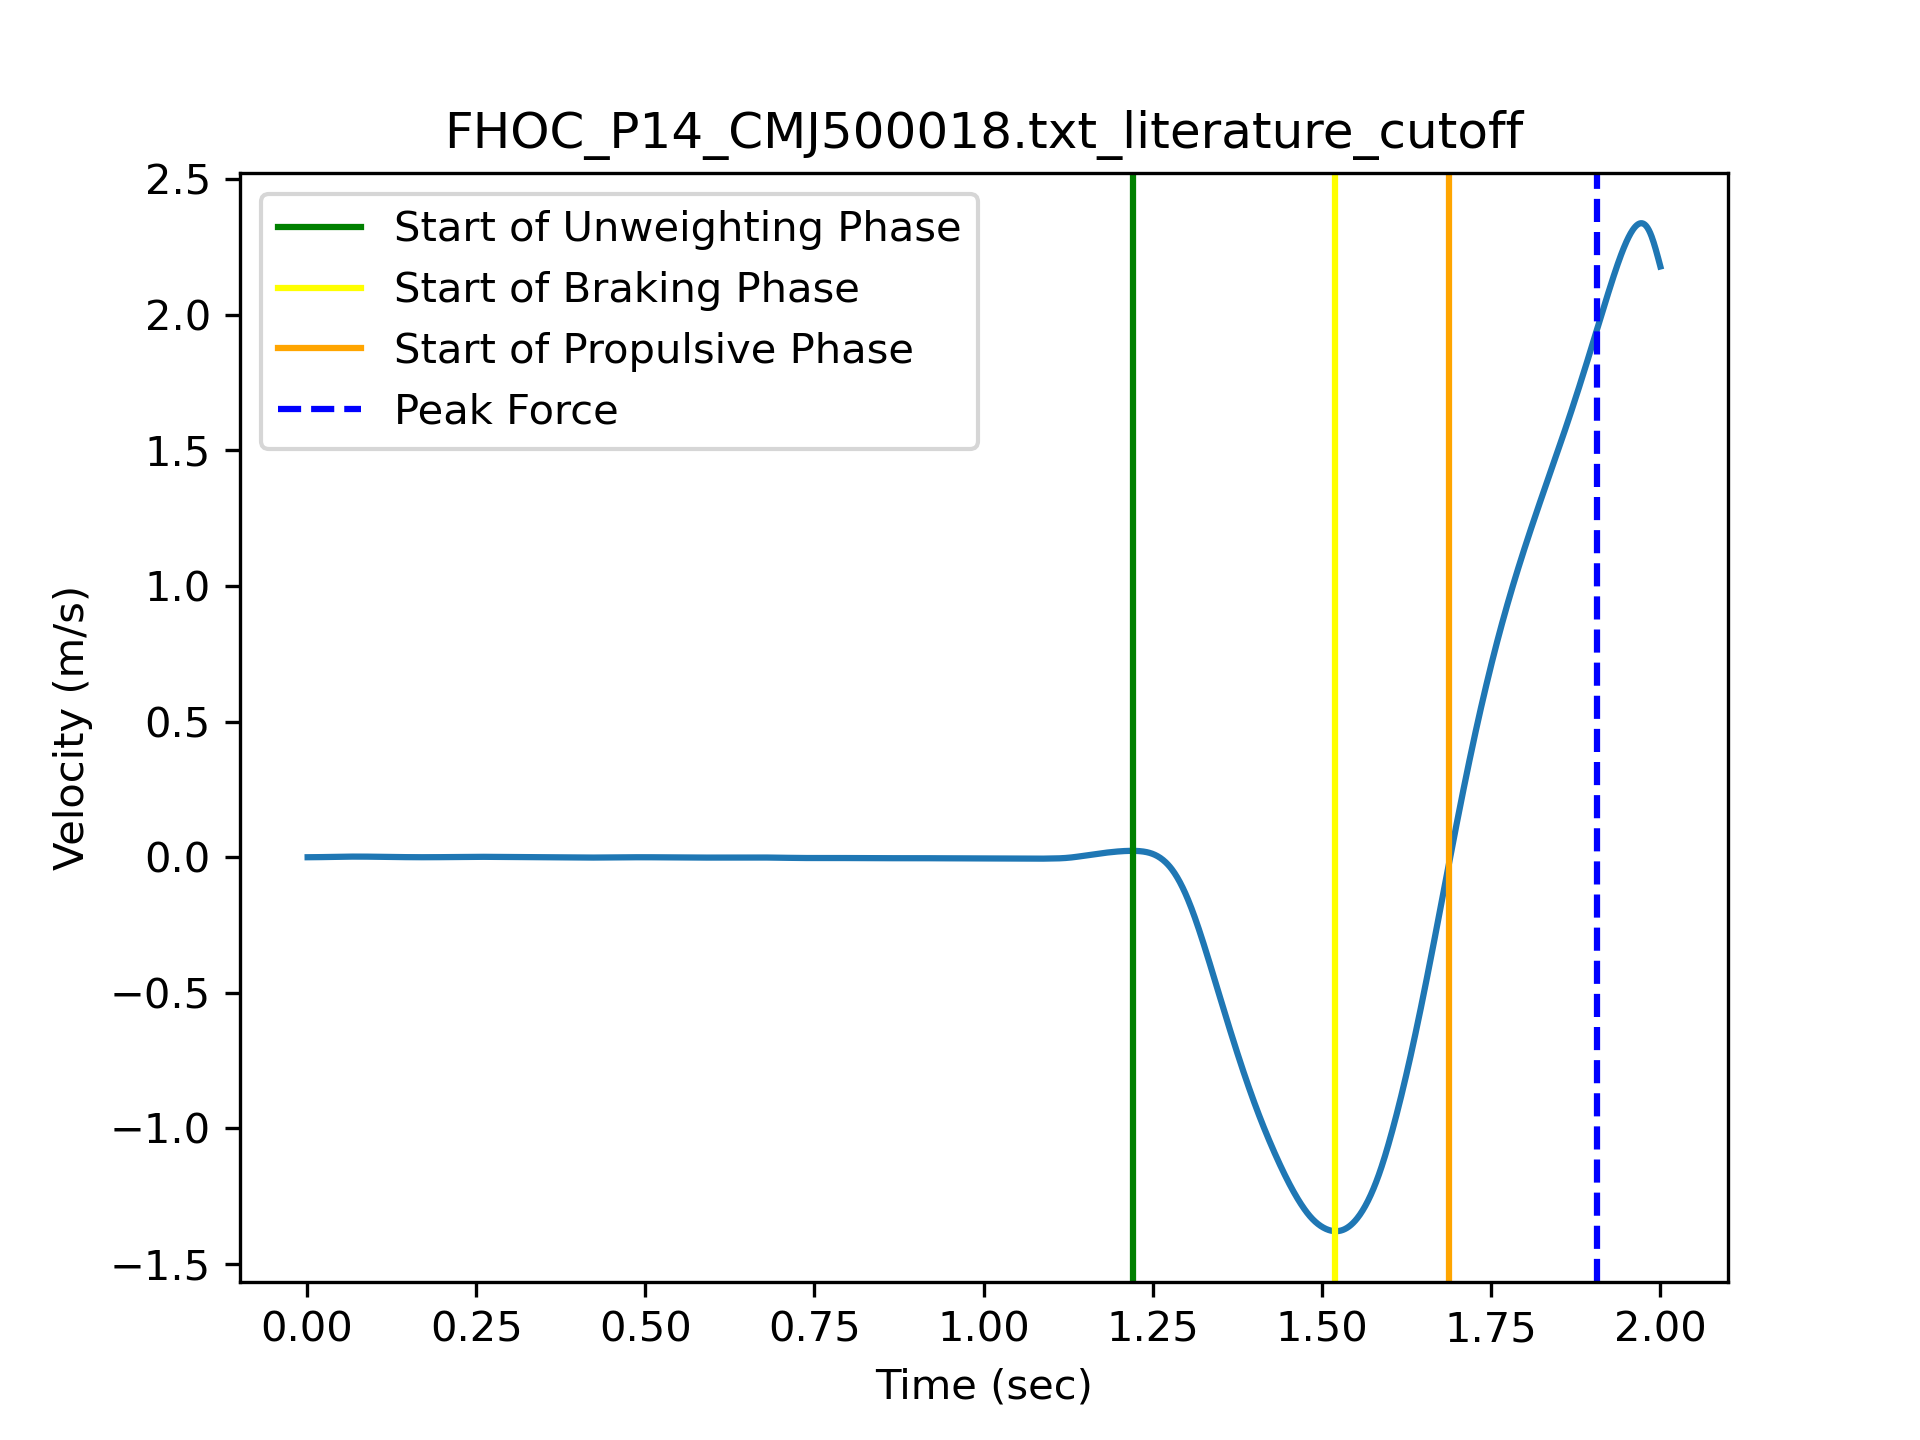 FHOC_P14_CMJ500018.txt_literature_cutoff
2.5
2.0
1.5
1.0
0.5
0.0
−0.5
−1.0
−1.5
Velocity (m/s)
Start of Unweighting Phase
Start of Braking Phase
Start of Propulsive Phase
Peak Force
0.00 0.25 0.50 0.75 1.00 1.25 1.50 1.75 2.00
Time (sec)